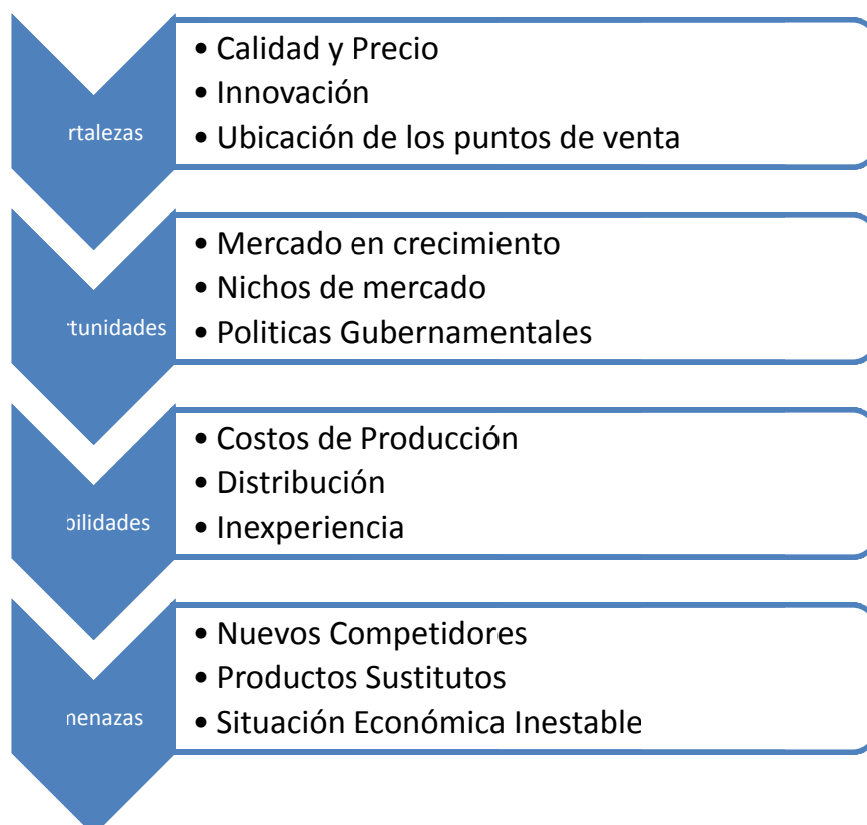 rtalezas
• Calidad y Precio
• Innovación
• Ubicación de los puntos de venta
rtunidades
• Mercado en crecimiento
• Nichos de mercado
• Politicas Gubernamentales
bilidades
• Costos de Producción
• Distribución
• Inexperiencia
menazas
• Nuevos Competidores
• Productos Sustitutos
• Situación Económica Inestable